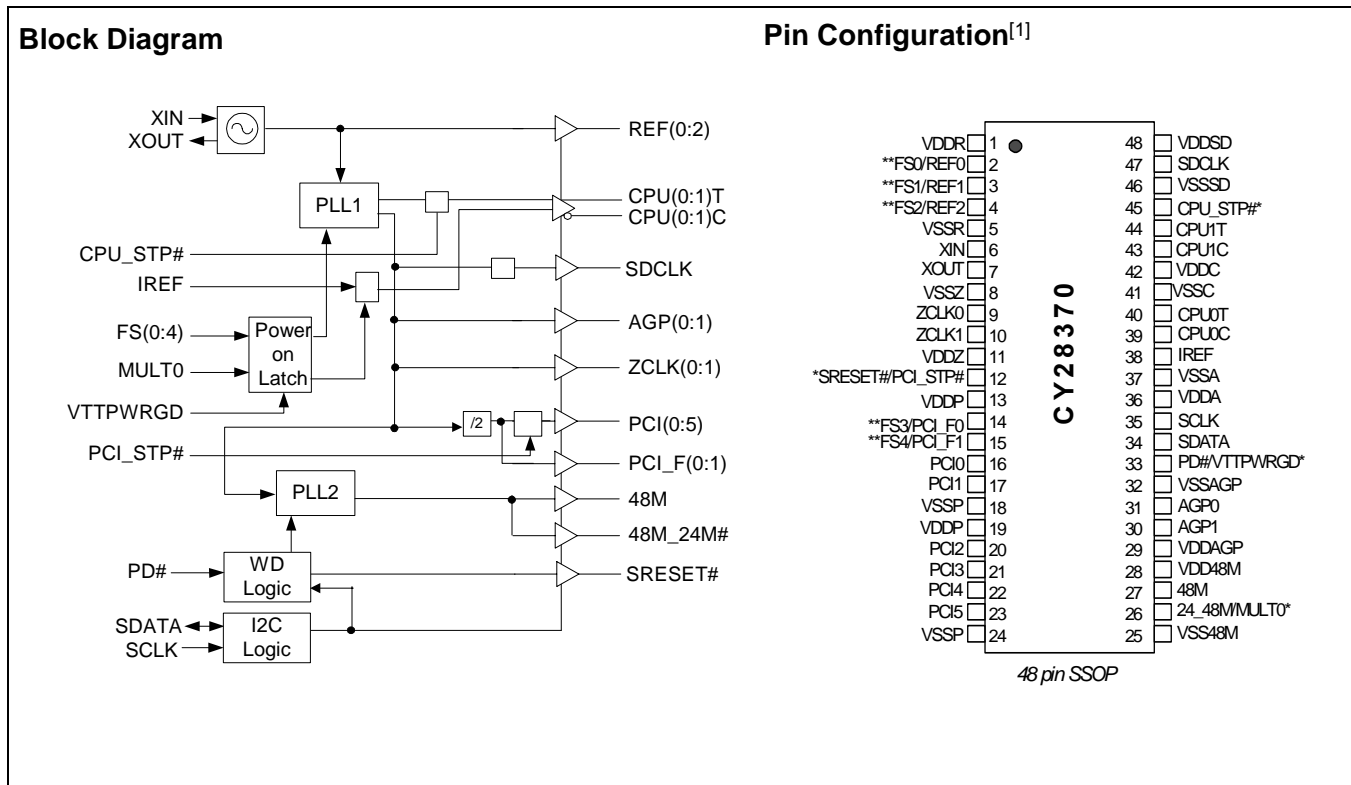 Block Diagram
XIN
XOUT
PLL1
CPU_STP#
IREF
FS(0:4)
MULT0
Power
on
Latch
VTTPWRGD
PCI_STP#
/2
PLL2
PD#
WD
Logic
SDATA
SCLK
I2C
Logic
REF(0:2)
CPU(0:1)T
CPU(0:1)C
SDCLK
AGP(0:1)
ZCLK(0:1)
PCI(0:5)
PCI_F(0:1)
48M
48M_24M#
SRESET#
Pin Configuration[1]
VDDR 1
**FS0/REF0 2
**FS1/REF1 3
**FS2/REF2 4
VSSR 5
XIN 6
XOUT 7
VSSZ 8
ZCLK0 9
ZCLK1 10
VDDZ 11
*SRESET#/PCI_STP# 12
VDDP 13
**FS3/PCI_F0 14
**FS4/PCI_F1 15
PCI0 16
PCI1 17
VSSP 18
VDDP 19
PCI2 20
PCI3 21
PCI4 22
PCI5 23
VSSP 24
CY28370
48 VDDSD
47 SDCLK
46 VSSSD
45 CPU_STP#*
44 CPU1T
43 CPU1C
42 VDDC
41 VSSC
40 CPU0T
39 CPU0C
38 IREF
37 VSSA
36 VDDA
35 SCLK
34 SDATA
33 PD#/VTTPWRGD*
32 VSSAGP
31 AGP0
30 AGP1
29 VDDAGP
28 VDD48M
27 48M
26 24_48M/MULT0*
25 VSS48M
48 pin SSOP